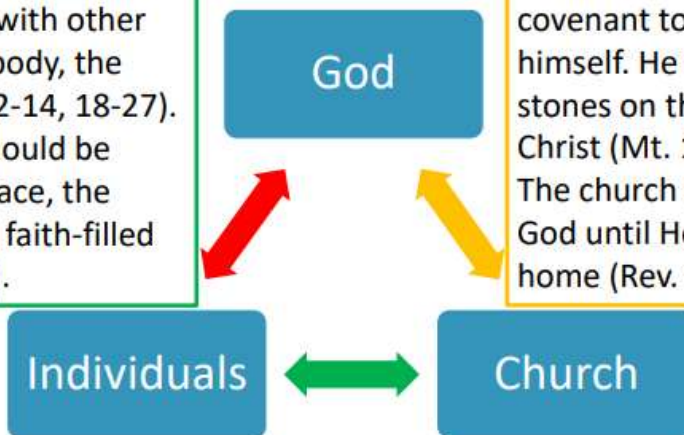 with other
body, the
2-14, 18-27).
ould be
ace, the
faith-filled
.
God
covenant to
himself. He
stones on th
Christ (Mt. 1
The church
God until He
home (Rev.
Individuals
Church